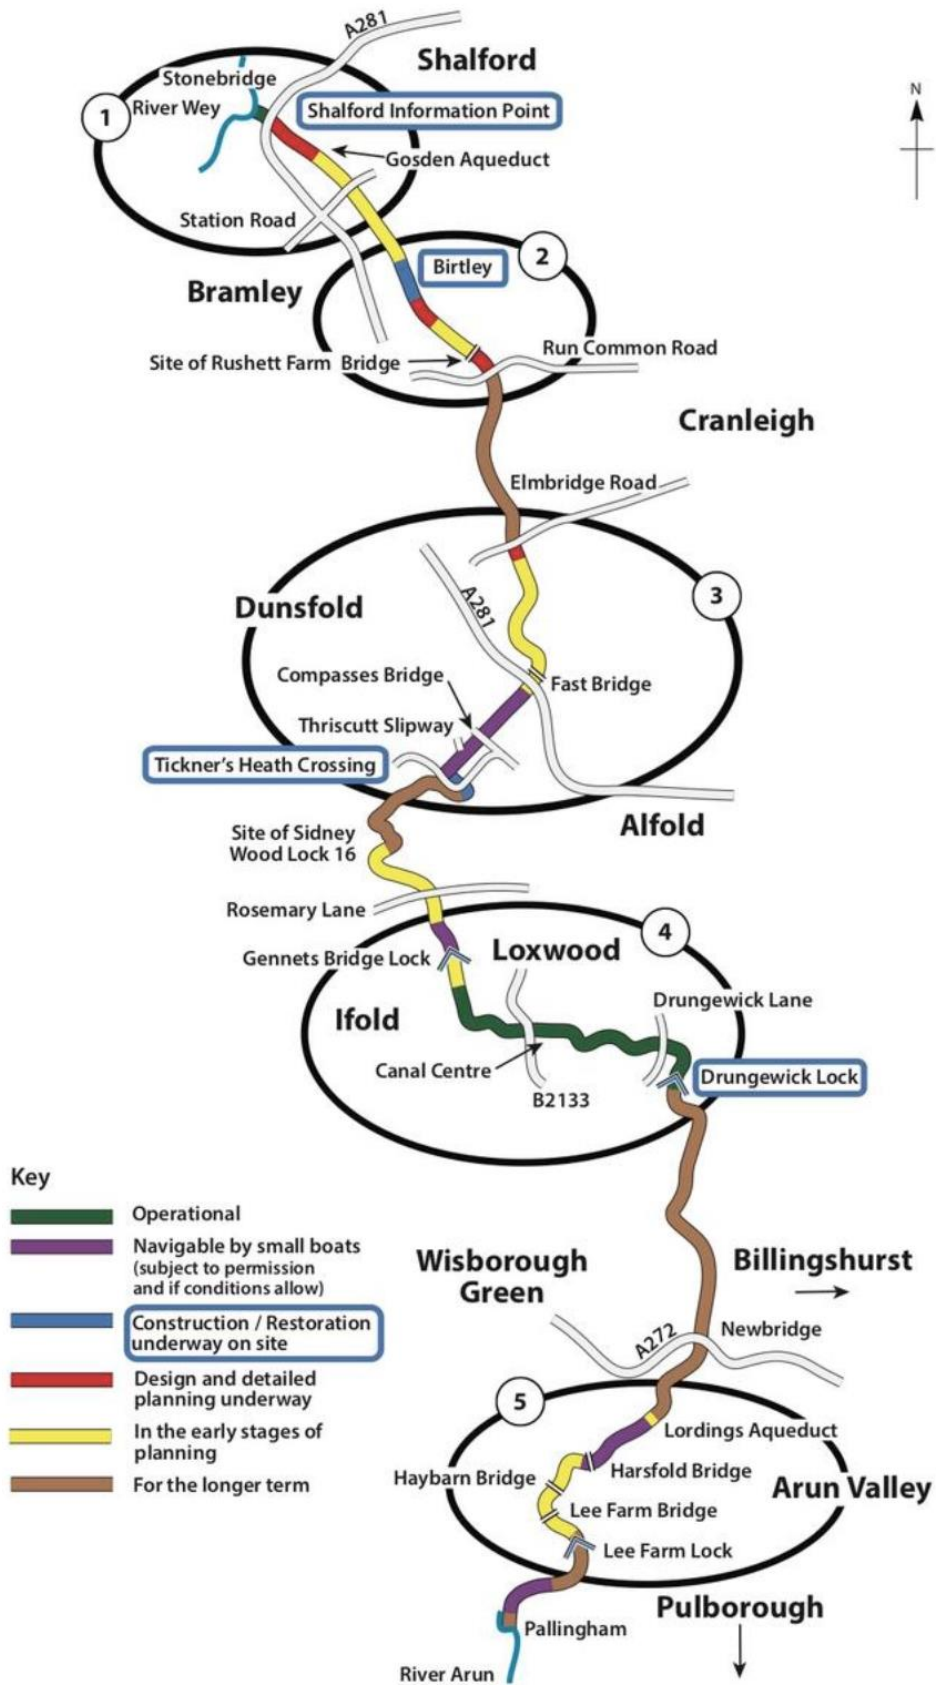 A281
Shalford
N
Stonebridge
1
River Wey
Shalford Information Point
Gosden Aqueduct
Station Road
2
Birtley
Bramley
Site of Rushett Farm Bridge
Run Common Road
Cranleigh
Elmbridge Road
3
Dunsfold
A281
Compasses Bridge
Fast Bridge
Thriscutt Slipway
Tickner's Heath Crossing
Alfold
Site of Sidney
Wood Lock 16
Rosemary Lane
4
Gennets Bridge Lock
Loxwood
Drungewick Lane
Ifold
Canal Centre
Drungewick Lock
B2133
Key
Operational
Navigable by small boats
(subject to permission
and if conditions allow)
Construction / Restoration
underway on site
Design and detailed
planning underway
In the early stages of
planning
For the longer term
Wisborough
Green
Billingshurst
A272
Newbridge
5
Lordings Aqueduct
Haybarn Bridge
Harsfold Bridge
Arun Valley
Lee Farm Bridge
Lee Farm Lock
Pulborough
Pallingham
River Arun